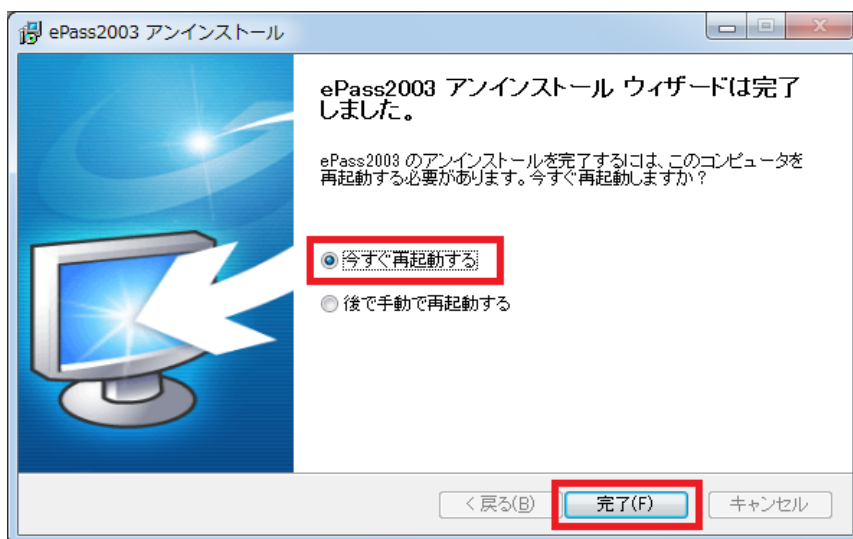 ePass2003 アンインストール
ePass2003 アンインストール ウィザードは完了
しました。
ePass2003 のアンインストールを完了するには、このコンピュータを
再起動する必要があります。今すぐ再起動しますか？
今すぐ再起動する
後で手動で再起動する
< 戻る(B)
完了(F)
キャンセル